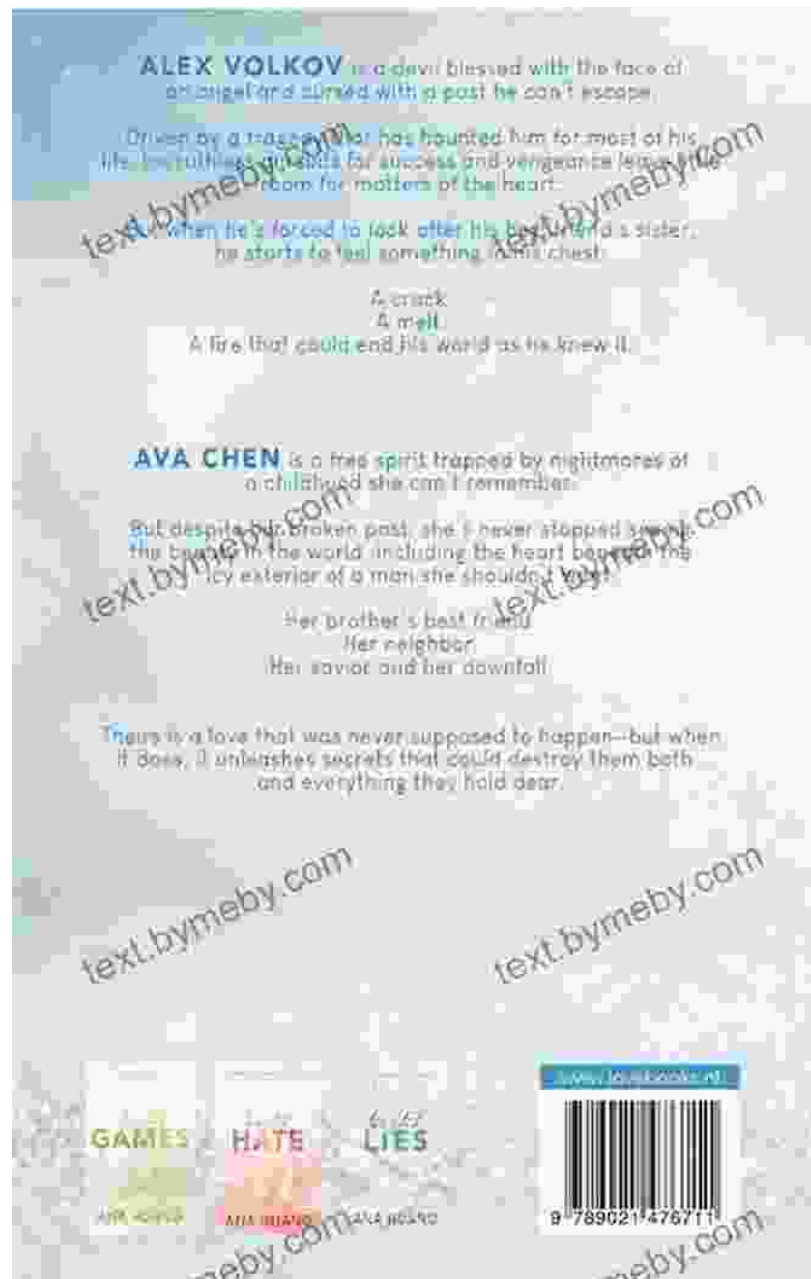 ALEX VOLKOV is a devil blessed with the face of
an angel and cursed with a past he can't escape.
Driven by a tragedy that has haunted him for most of his
life, his ruthless pursuits for success and vengeance leave little
room for matters of the heart.
But when he's forced to look after his best friend's sister,
he starts to feel something in his chest:
A crack.
A melt.
A fire that could end his world as he knew it.
AVA CHEN is a free spirit trapped by nightmares of
a childhood she can't remember.
But despite her broken past, she's never stopped seeing
the beauty in the world, including the heart beneath the
icy exterior of a man she shouldn't want.
Her brother's best friend.
Her neighbor.
Her savior and her downfall.
Theirs is a love that was never supposed to happen—but when
it does, it unleashes secrets that could destroy them both
and everything they hold dear.
GAMES
ANA HUANG
HATE
ANA HUANG
LIES
ANA HUANG
9 789021 476711
text.bymeby.com
text.bymeby.com
text.bymeby.com
text.bymeby.com
text.bymeby.com
text.bymeby.com